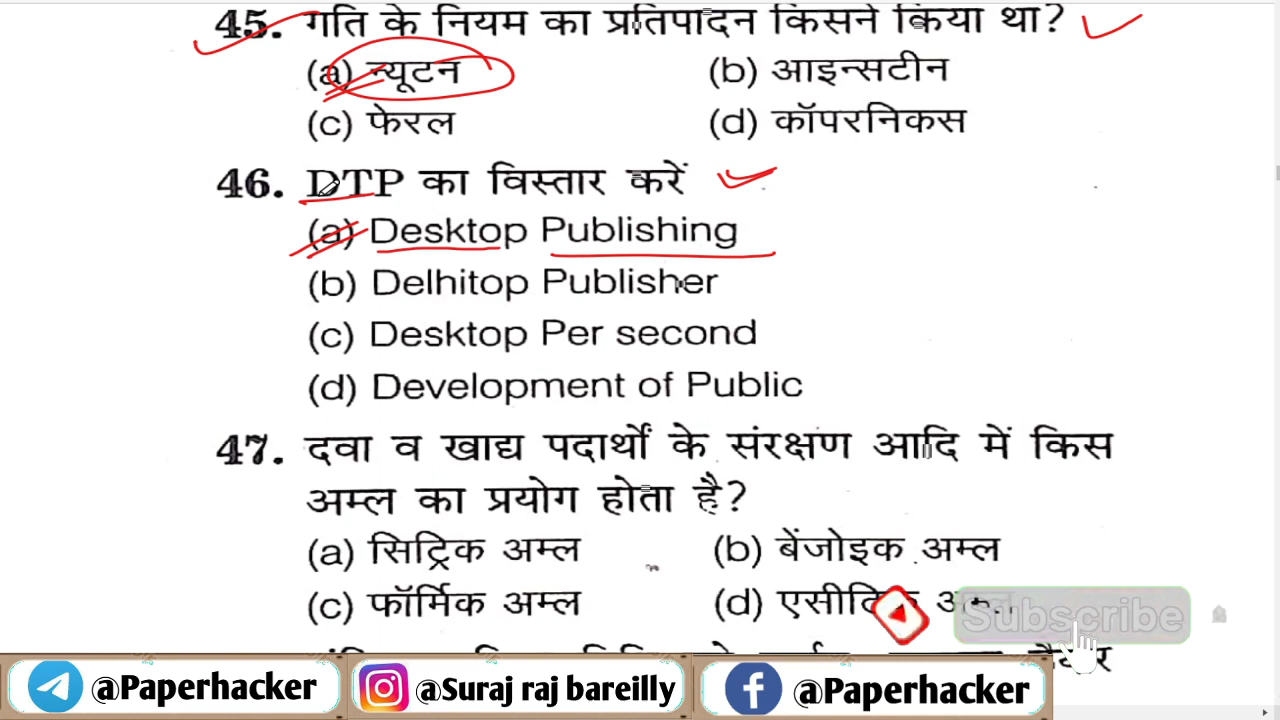 45. गति के नियम का प्रतिपादन किसने किया था?
(a) न्यूटन (b) आइन्सटीन
(c) फेरल (d) कॉपरनिकस
46. DTP का विस्तार करें
(a) Desktop Publishing
(b) Delhitop Publisher
(c) Desktop Per second
(d) Development of Public
47. दवा व खाद्य पदार्थों के संरक्षण आदि में किस
अम्ल का प्रयोग होता है?
(a) सिट्रिक अम्ल (b) बेंजोइक अम्ल
(c) फॉर्मिक अम्ल (d)
Subscribe
@Paperhacker @Suraj raj bareilly @Paperhacker